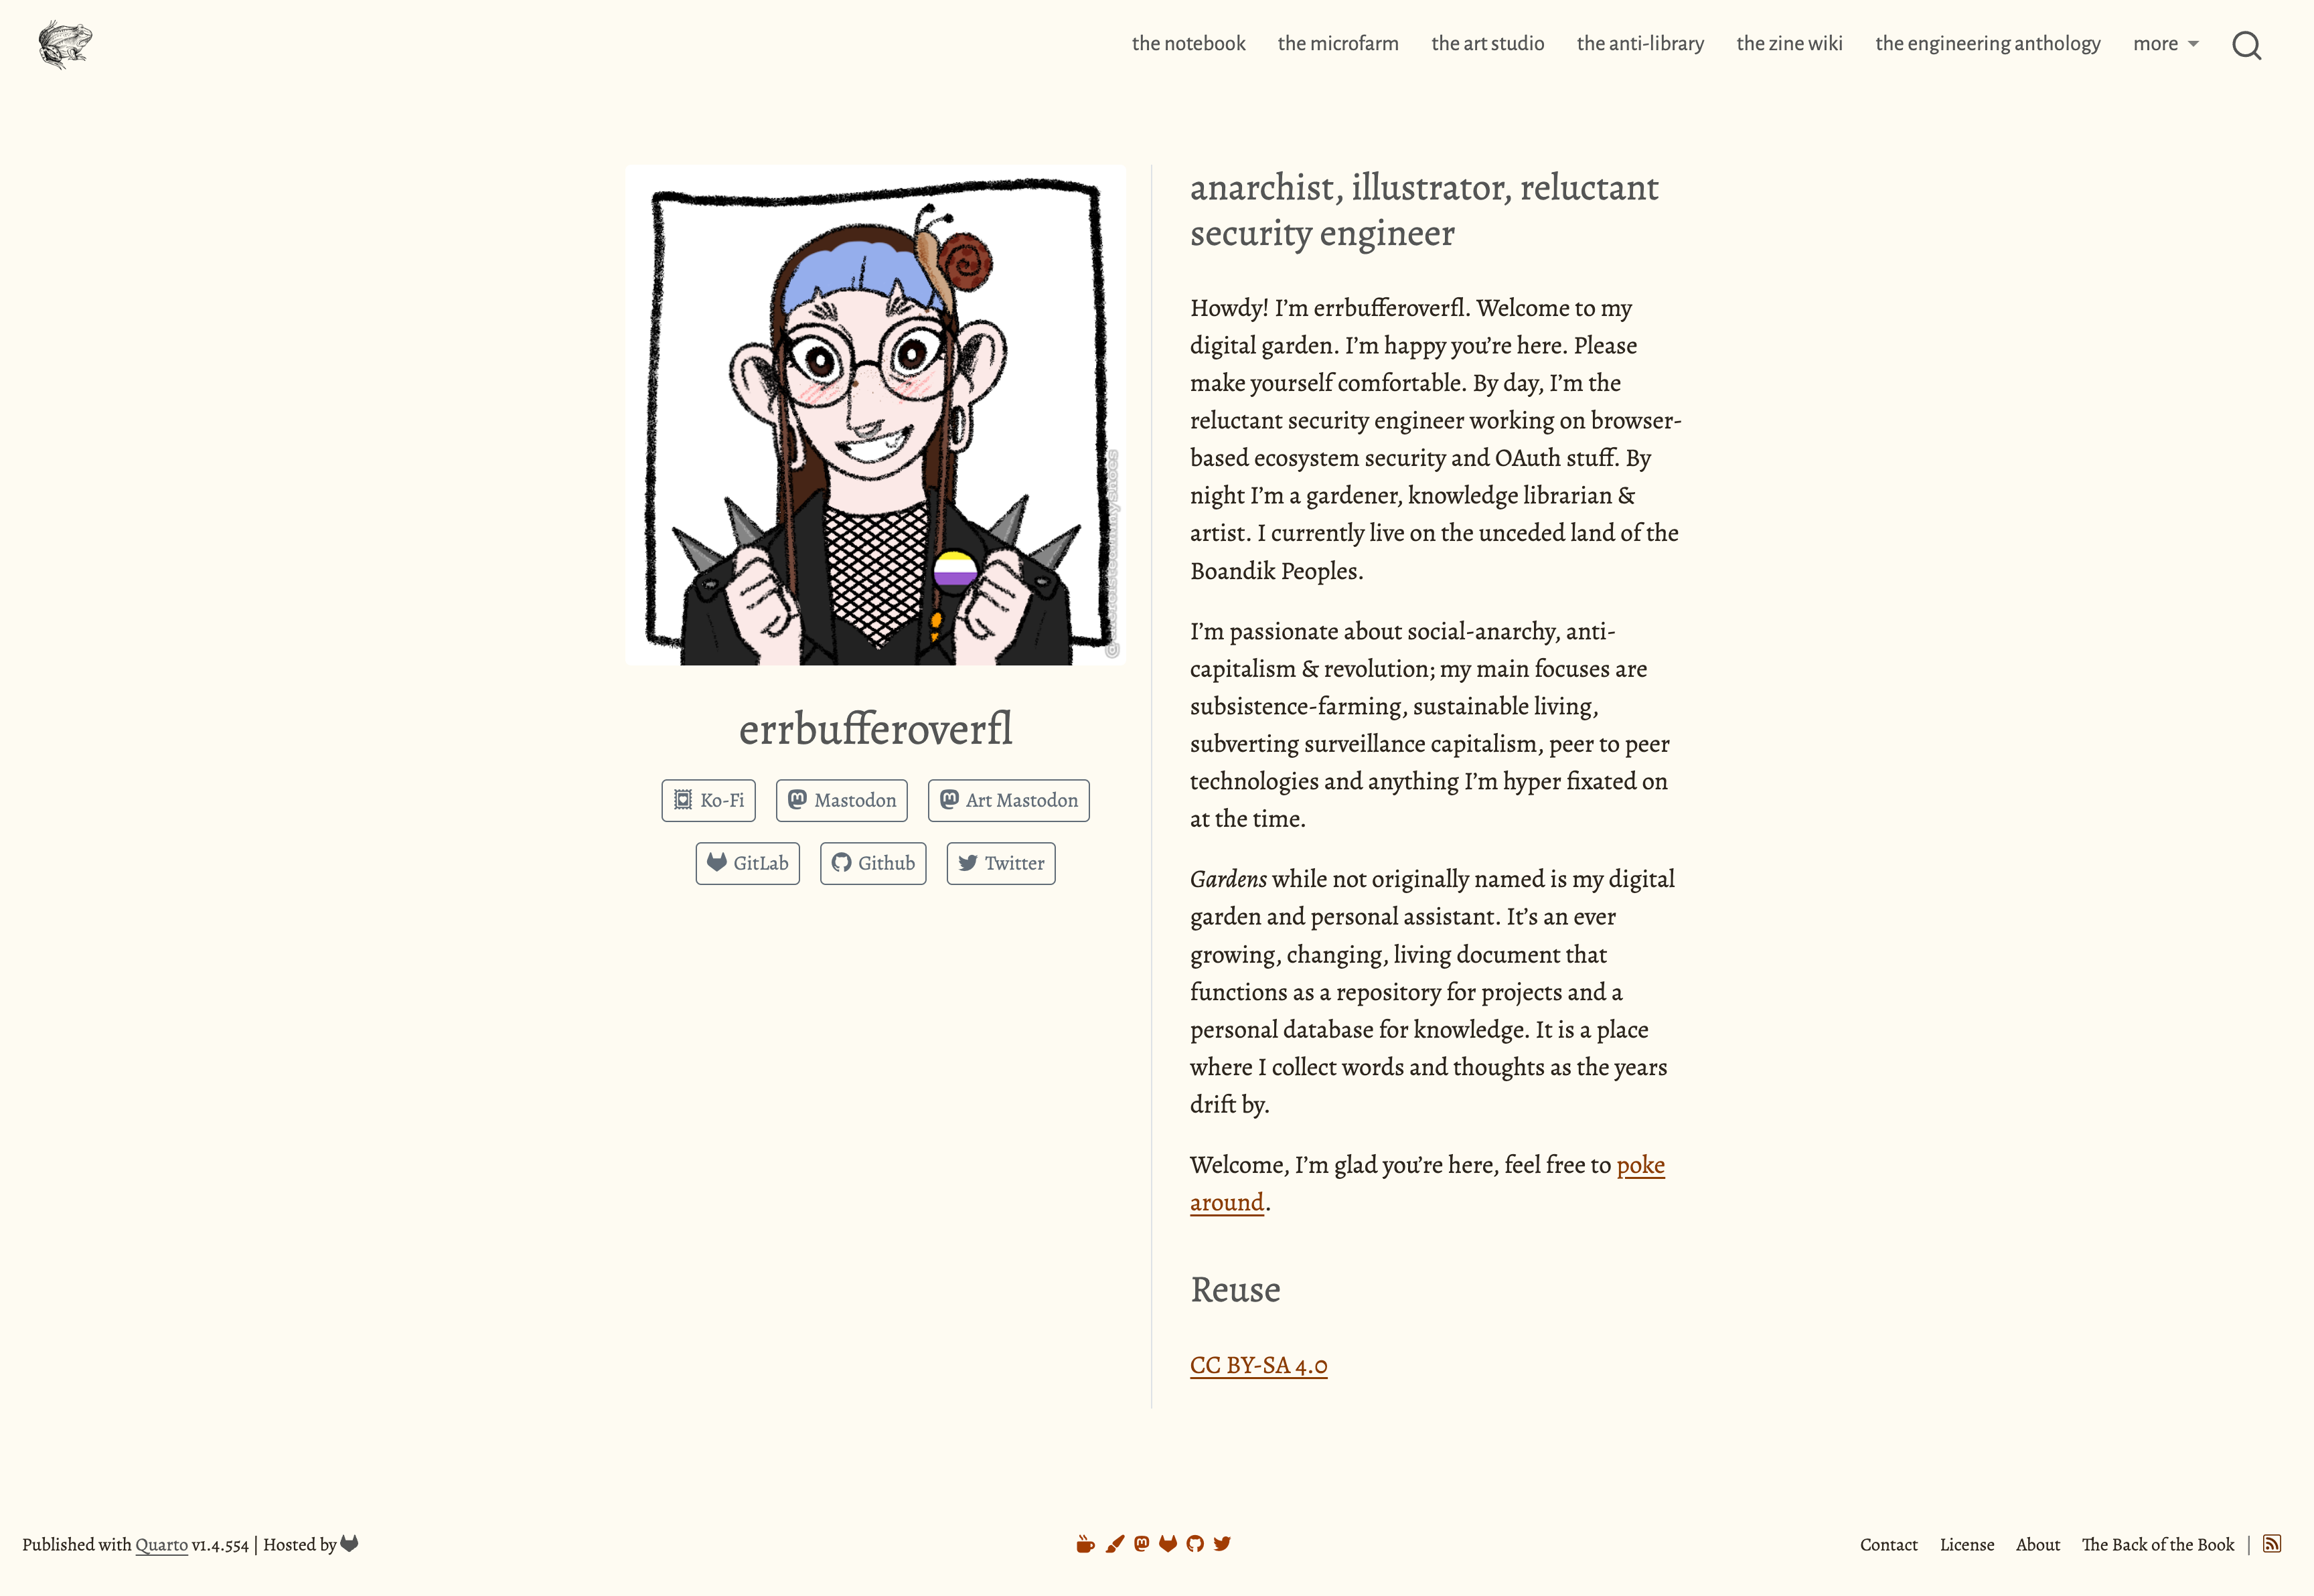 the notebook the microfarm the art studio the anti-library the zine wiki the engineering anthology more
errbufferoverfl
Ko-Fi Mastodon Art Mastodon
GitLab Github Twitter
anarchist, illustrator, reluctant
security engineer
Howdy! I'm errbufferoverfl. Welcome to my
digital garden. I'm happy you're here. Please
make yourself comfortable. By day, I'm the
reluctant security engineer working on browser-
based ecosystem security and OAuth stuff. By
night I'm a gardener, knowledge librarian &
artist. I currently live on the unceded land of the
Boandik Peoples.
I'm passionate about social-anarchy, anti-
capitalism & revolution; my main focuses are
subsistence-farming, sustainable living,
subverting surveillance capitalism, peer to peer
technologies and anything I'm hyper fixated on
at the time.
Gardens while not originally named is my digital
garden and personal assistant. It's an ever
growing, changing, living document that
functions as a repository for projects and a
personal database for knowledge. It is a place
where I collect words and thoughts as the years
drift by.
Welcome, I'm glad you're here, feel free to poke
around.
Reuse
CC BY-SA 4.0
Published with Quarto v1.4.554 | Hosted by
Contact License About The Back of the Book |